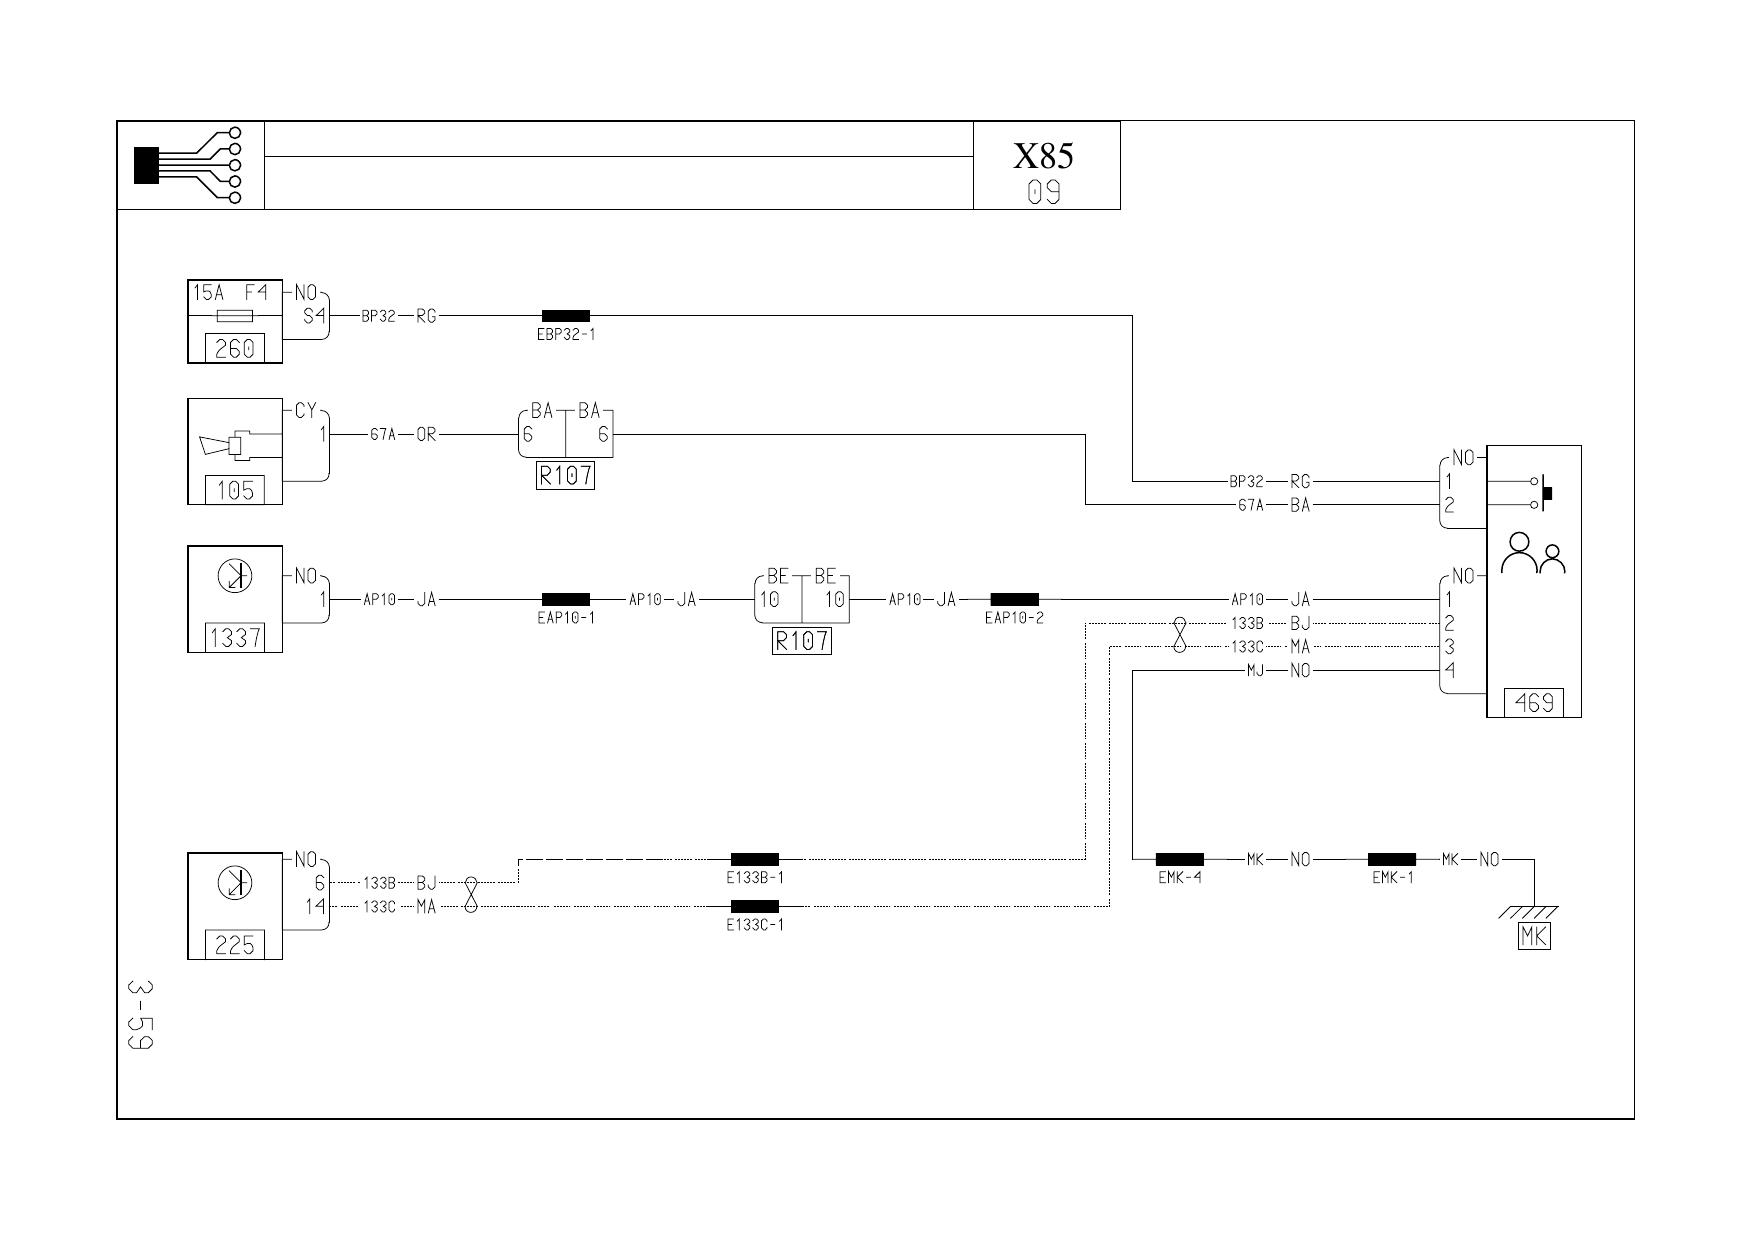 X85
09
15A F4 NO
S4 BP32 RG
EBP32-1
260
CY BA BA
1 67A OR 6 6
R107
105
NO
BP32 RG 1
67A BA 2
NO BE BE NO
1 AP10 JA AP10 JA 10 10 AP10 JA AP10 JA 1
EAP10-1 EAP10-2
133B BJ 2
1337 R107
133C MA 3
MJ NO 4
469
NO MK NO MK NO
E133B-1 EMK-4 EMK-1
6 133B BJ
14 133C MA
E133C-1
225 MK
3-59